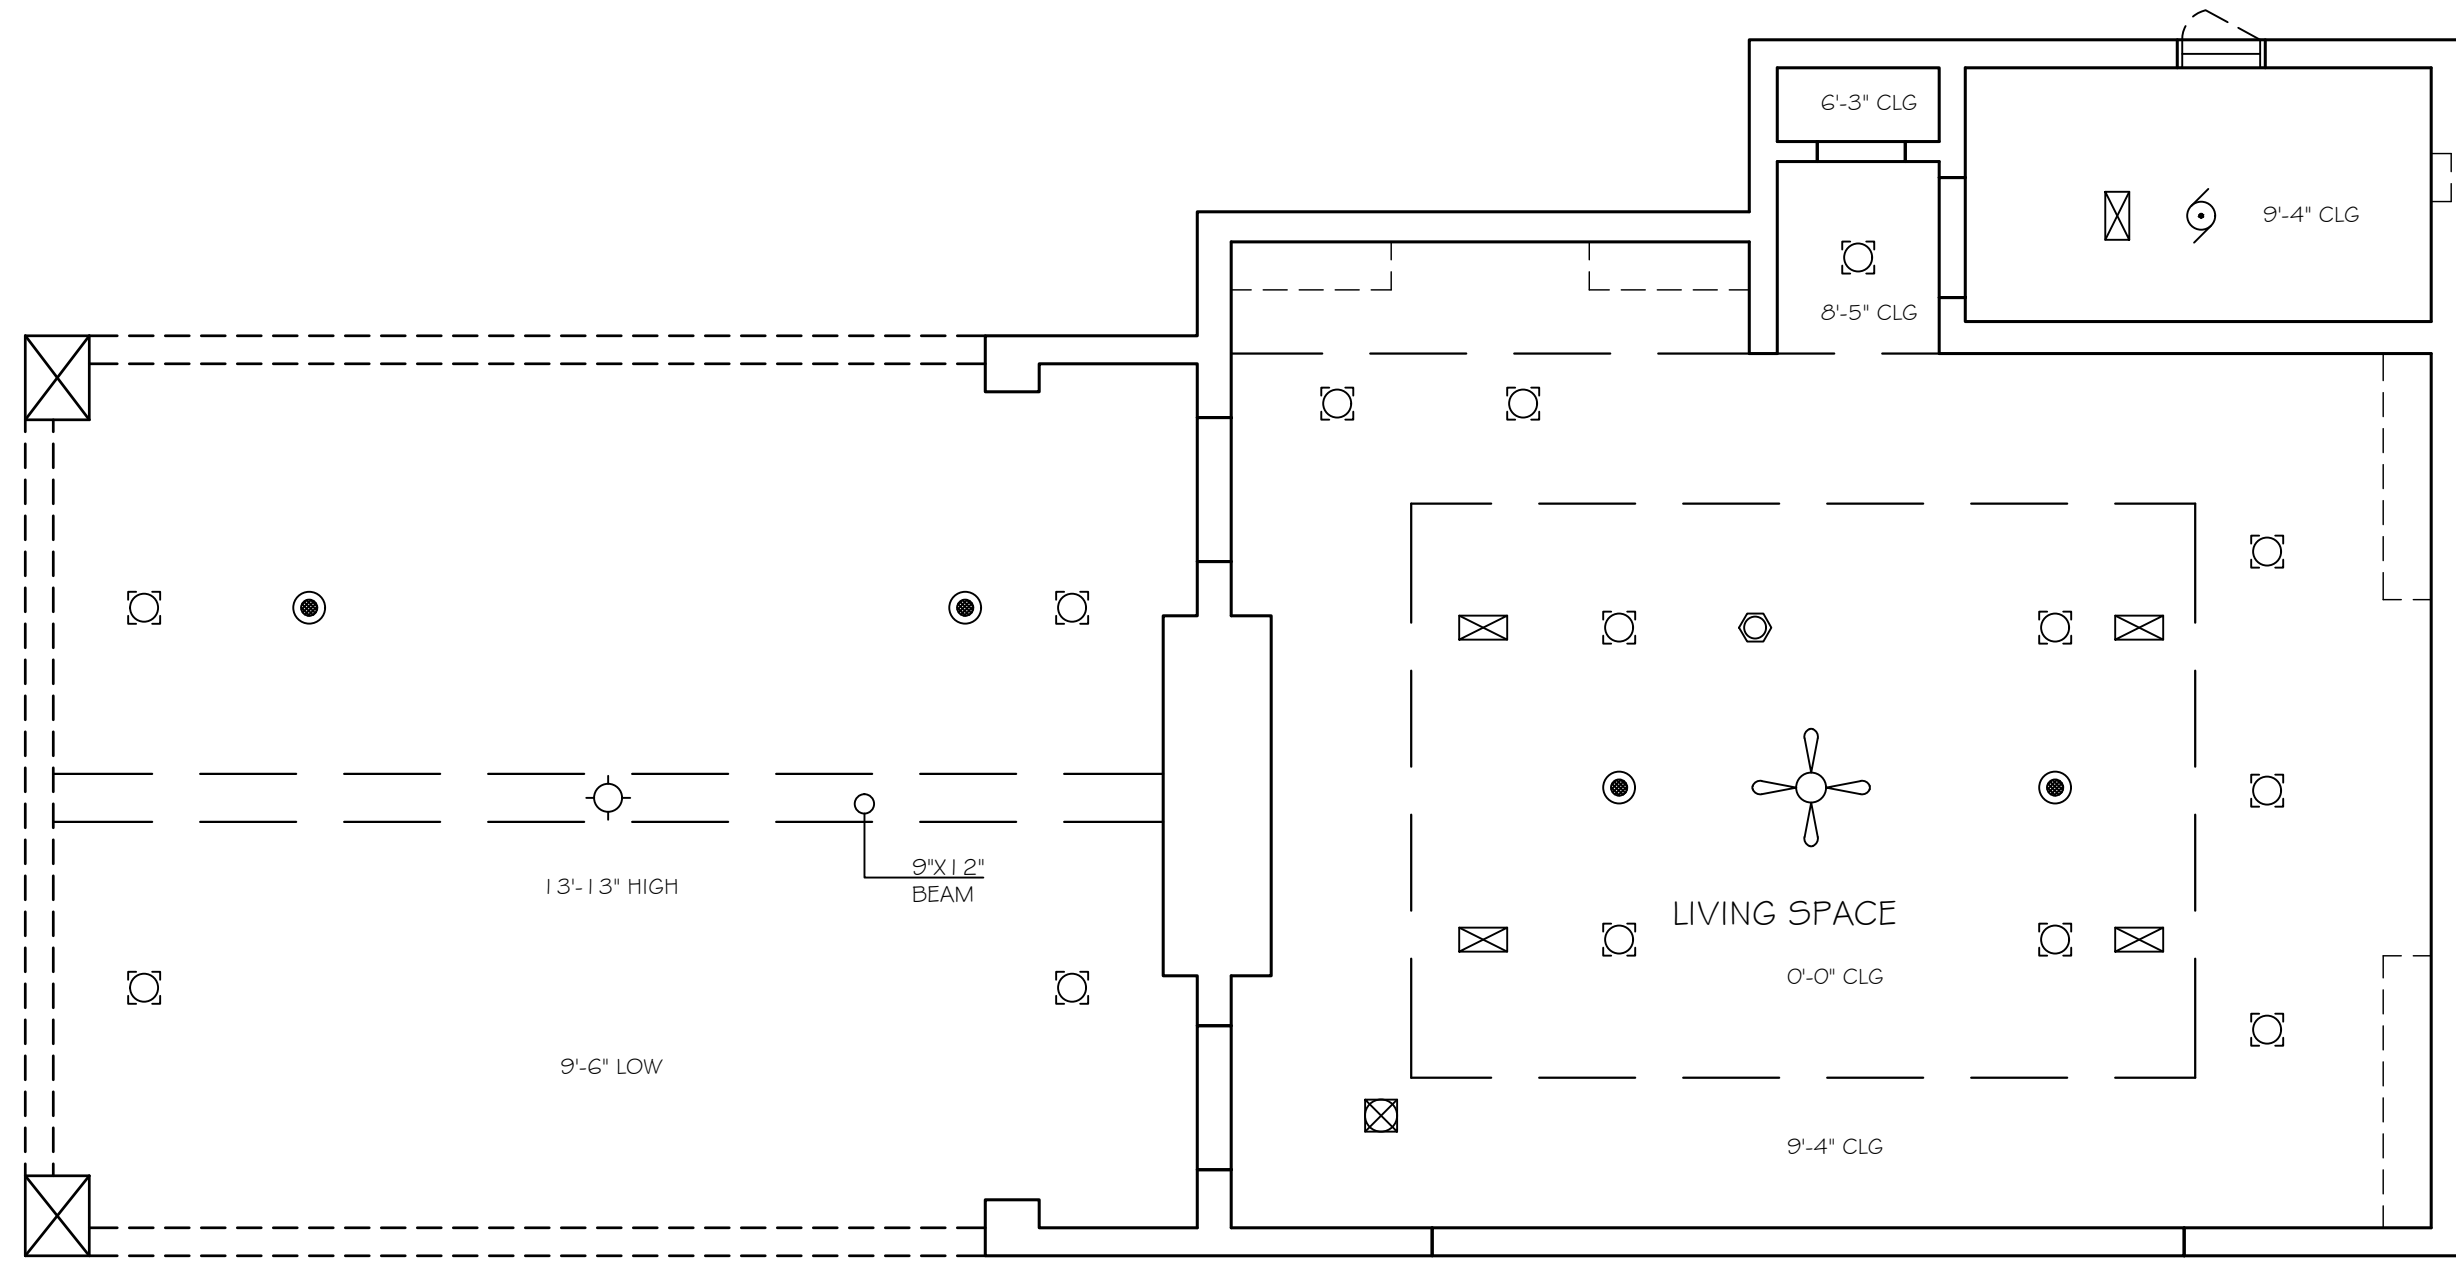 6'-3" CLG
9'-4" CLG
8'-5" CLG
9"X12"
BEAM
13'-13" HIGH
LIVING SPACE
0'-0" CLG
9'-6" LOW
9'-4" CLG